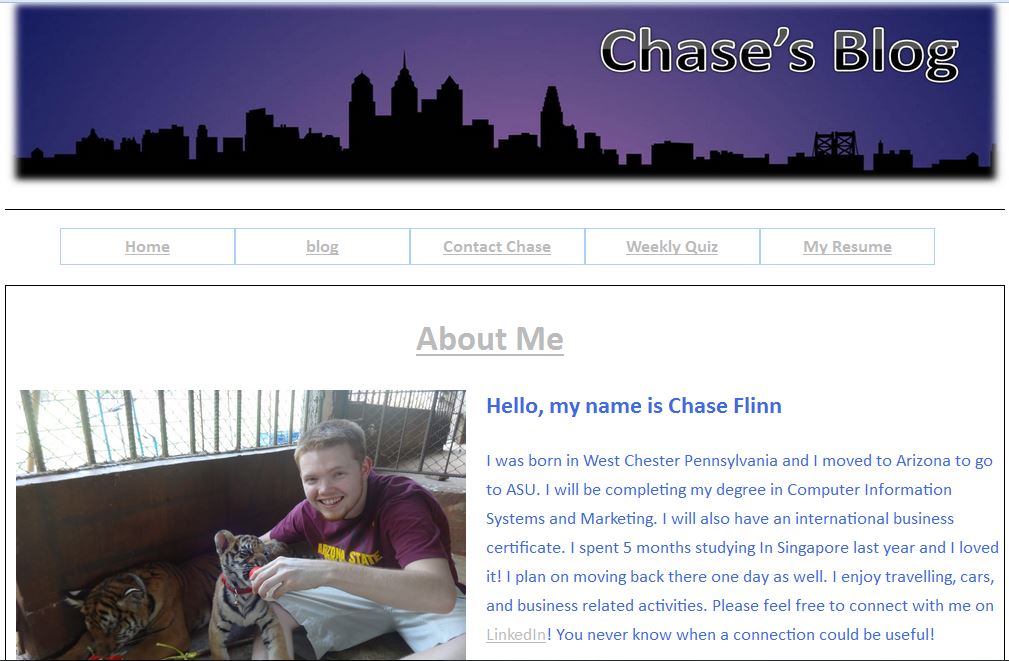 Chase's Blog
Home blog Contact Chase Weekly Quiz My Resume
About Me
Hello, my name is Chase Flinn
I was born in West Chester Pennsylvania and I moved to Arizona to go
to ASU. I will be completing my degree in Computer Information
Systems and Marketing. I will also have an international business
certificate. I spent 5 months studying In Singapore last year and I loved
it! I plan on moving back there one day as well. I enjoy travelling, cars,
and business related activities. Please feel free to connect with me on
LinkedIn! You never know when a connection could be useful!
ARIZONA STATE